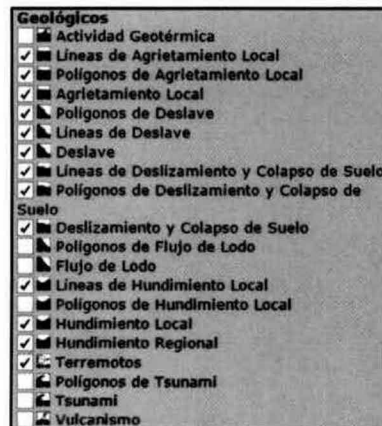 Geológicos
Actividad Geotérmica
Líneas de Agrietamiento Local
Polígonos de Agrietamiento Local
Agrietamiento Local
Polígonos de Deslave
Líneas de Deslave
Deslave
Líneas de Deslizamiento y Colapso de Suelo
Polígonos de Deslizamiento y Colapso de
Suelo
Deslizamiento y Colapso de Suelo
Polígonos de Flujo de Lodo
Flujo de Lodo
Líneas de Hundimiento Local
Polígonos de Hundimiento Local
Hundimiento Local
Hundimiento Regional
Terremotos
Polígonos de Tsunami
Tsunami
Vulcanismo